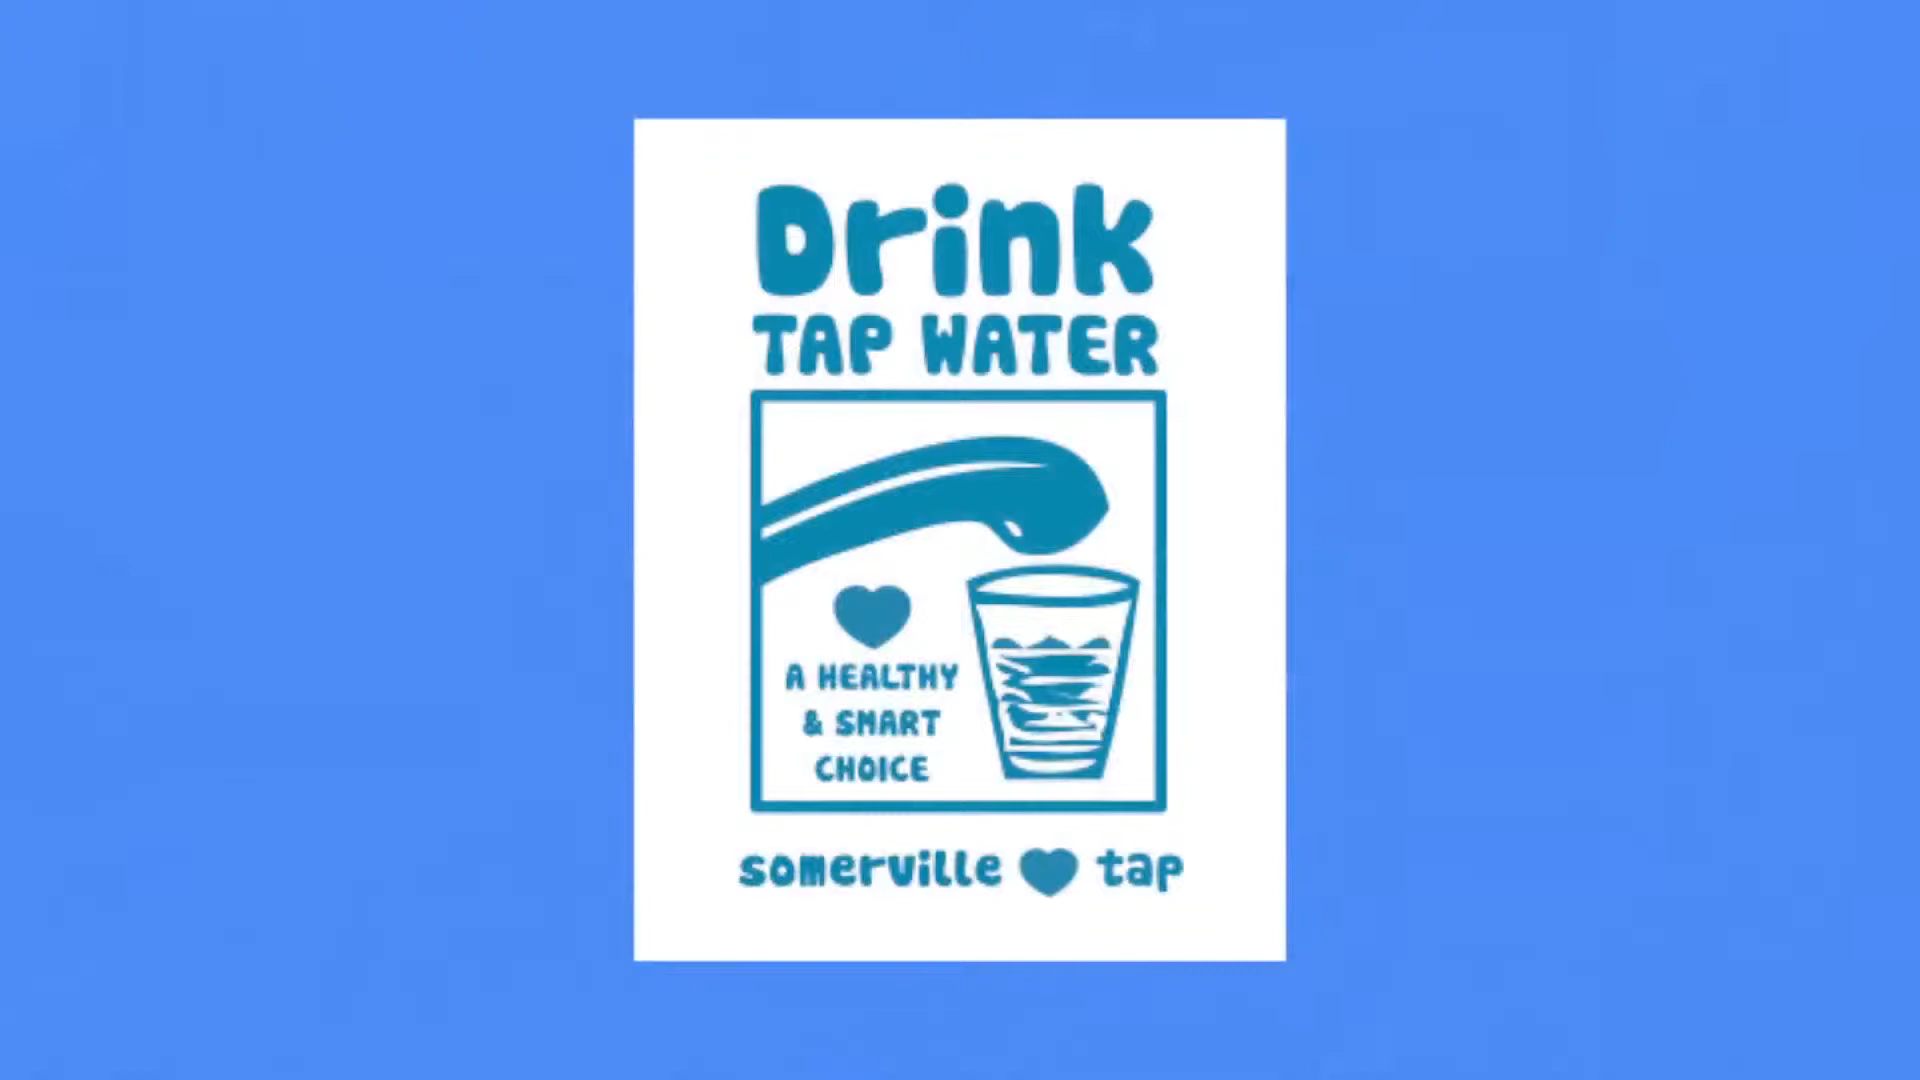 Drink
TAP WATER
A HEALTHY
& SMART
CHOICE
somerville tap